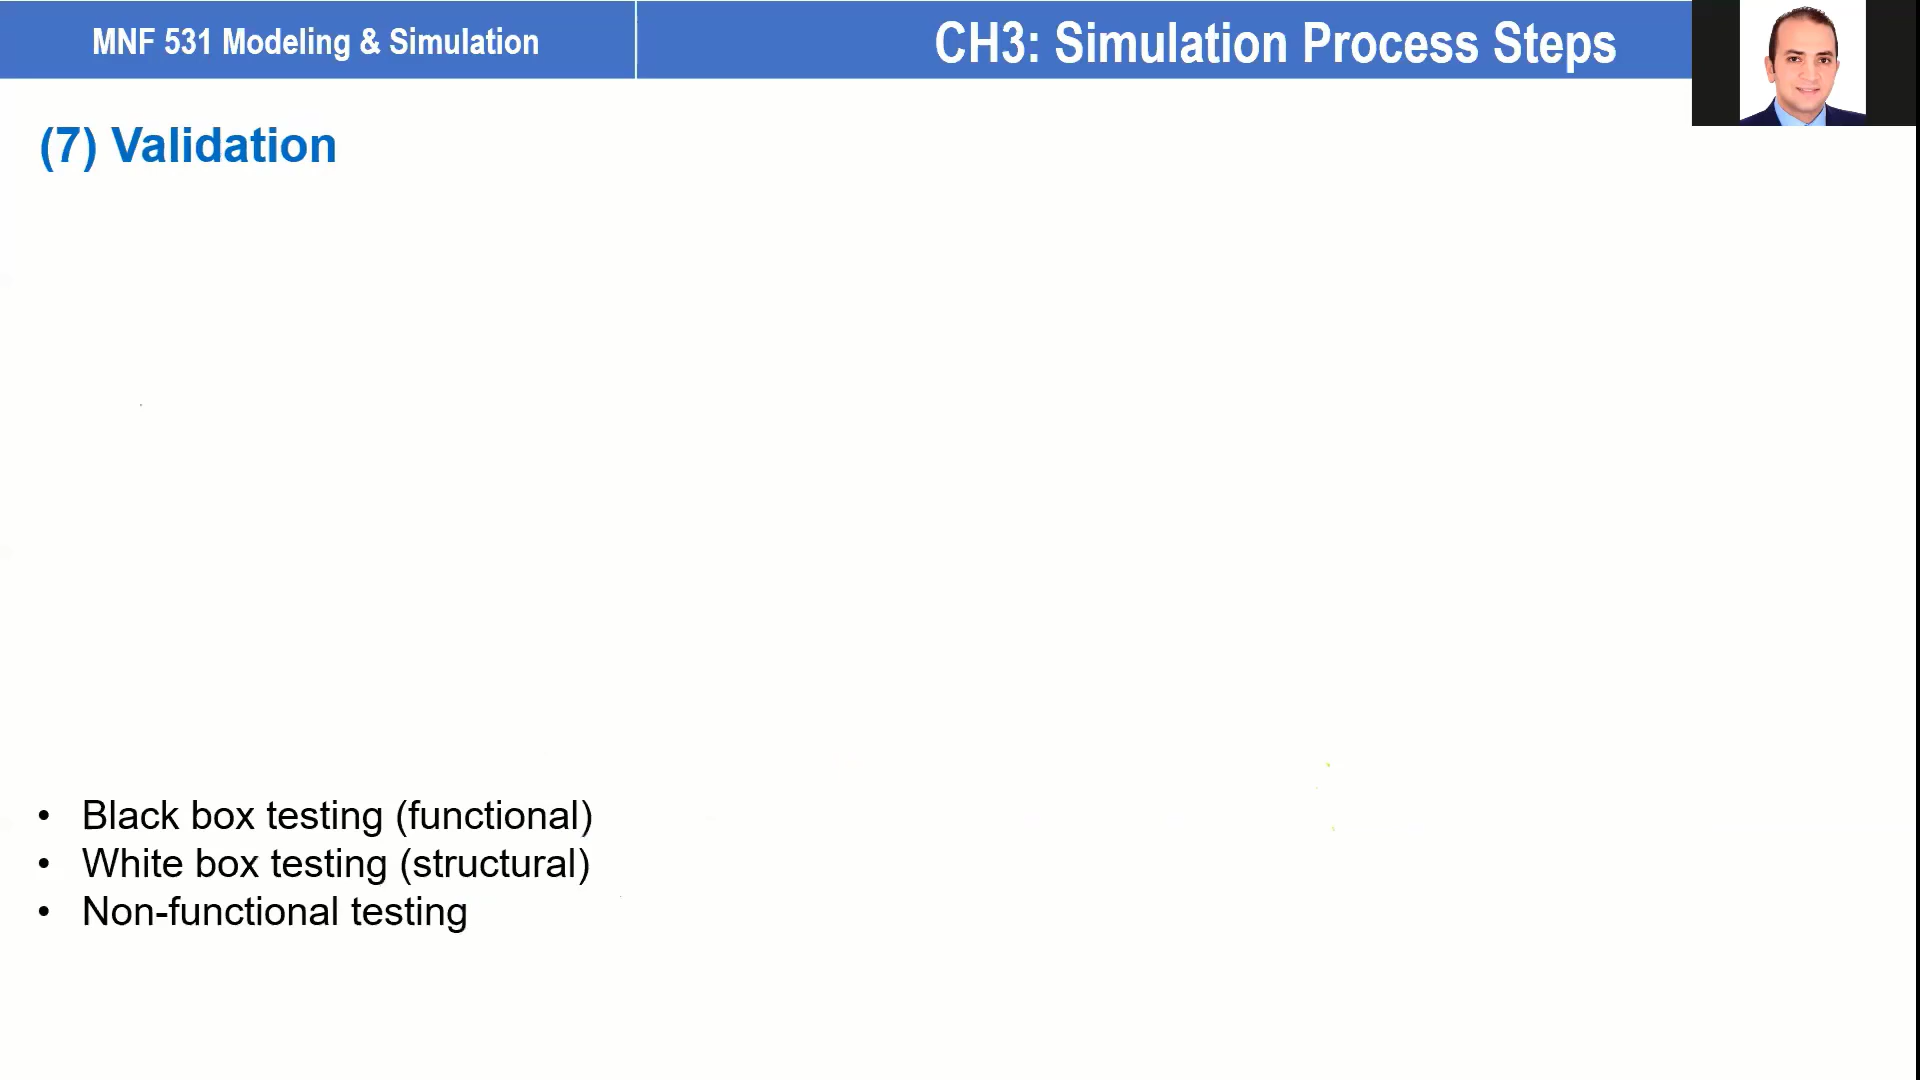 MNF 531 Modeling & Simulation
CH3: Simulation Process Steps
(7) Validation
• Black box testing (functional)
• White box testing (structural)
• Non-functional testing